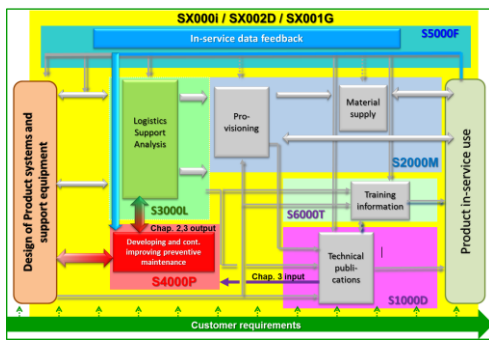 SX000i / SX002D / SX001G
S5000F
In-service data feedback
Design of Product systems and
support equipment
Logistics
Support
Analysis
S3000L
Pro-
visioning
Material
supply
S2000M
Product in-service use
Training
information
S6000T
Chap. 2,3 output
Developing and cont.
improving preventive
maintenance
S4000P
Chap. 3 input
Technical
publi-
cations
S1000D
Customer requirements